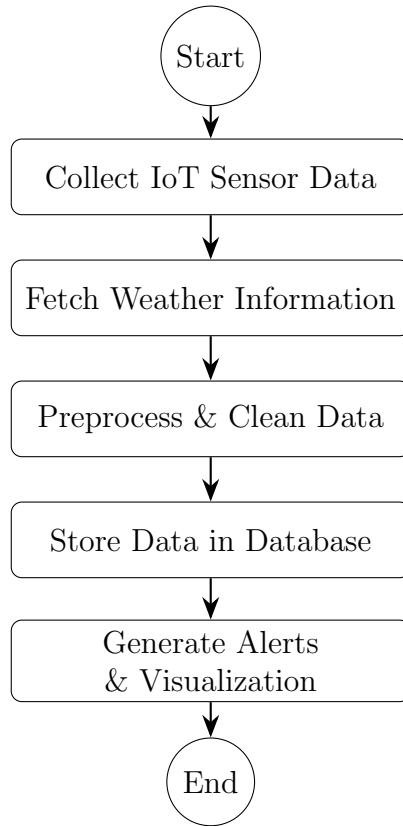 Start
Collect IoT Sensor Data
Fetch Weather Information
Preprocess & Clean Data
Store Data in Database
Generate Alerts
& Visualization
End